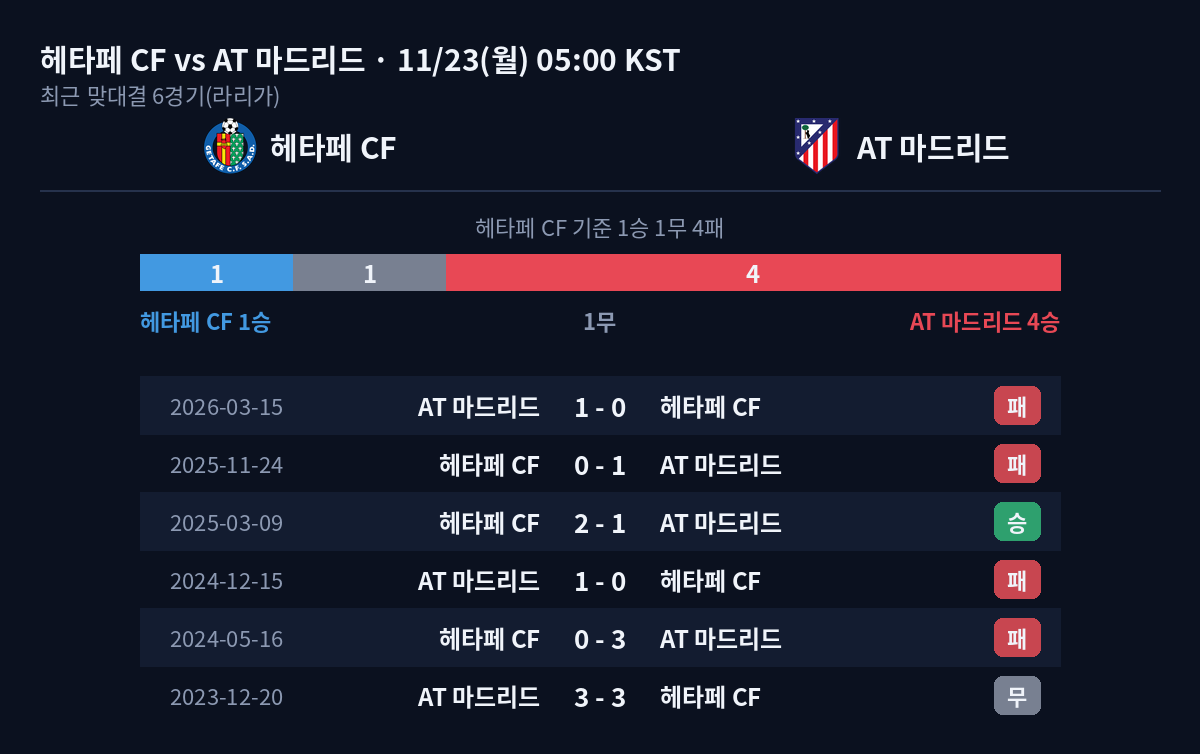 헤타페 CF vs AT 마드리드 · 11/23(월) 05:00 KST
최근 맞대결 6경기(라리가)
GETAFE C.F. S.A.D.
헤타페 CF AT 마드리드
헤타페 CF 기준 1승 1무 4패
1 1 4
헤타페 CF 1승 1무 AT 마드리드 4승
2026-03-15 AT 마드리드 1 - 0 헤타페 CF 패
2025-11-24 헤타페 CF 0 - 1 AT 마드리드 패
2025-03-09 헤타페 CF 2 - 1 AT 마드리드 승
2024-12-15 AT 마드리드 1 - 0 헤타페 CF 패
2024-05-16 헤타페 CF 0 - 3 AT 마드리드 패
2023-12-20 AT 마드리드 3 - 3 헤타페 CF 무